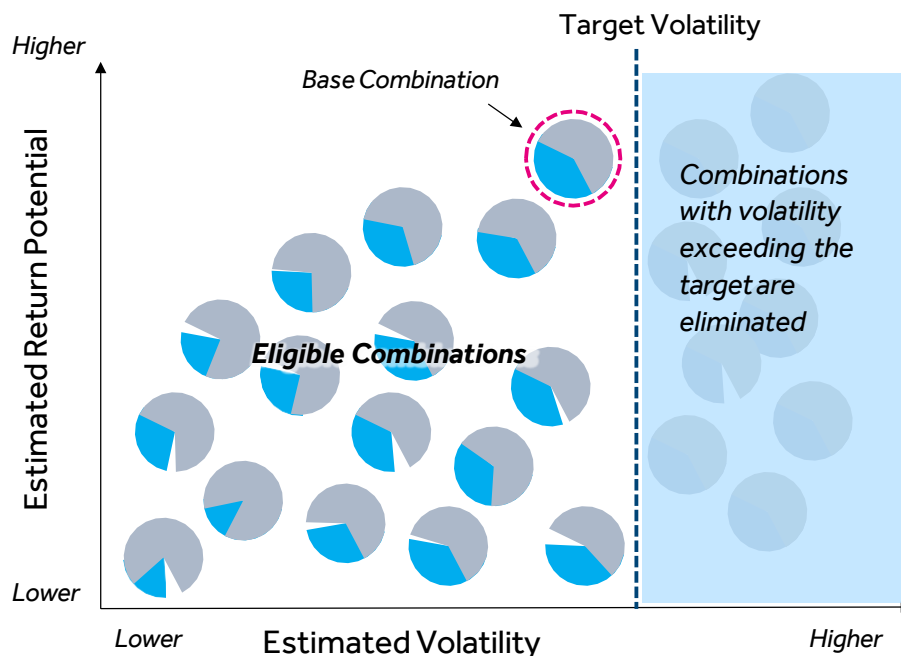 Target Volatility
Higher
Base Combination
Estimated Return Potential
Combinations
with volatility
exceeding the
target are
eliminated
Eligible Combinations
Lower
Lower
Estimated Volatility
Higher